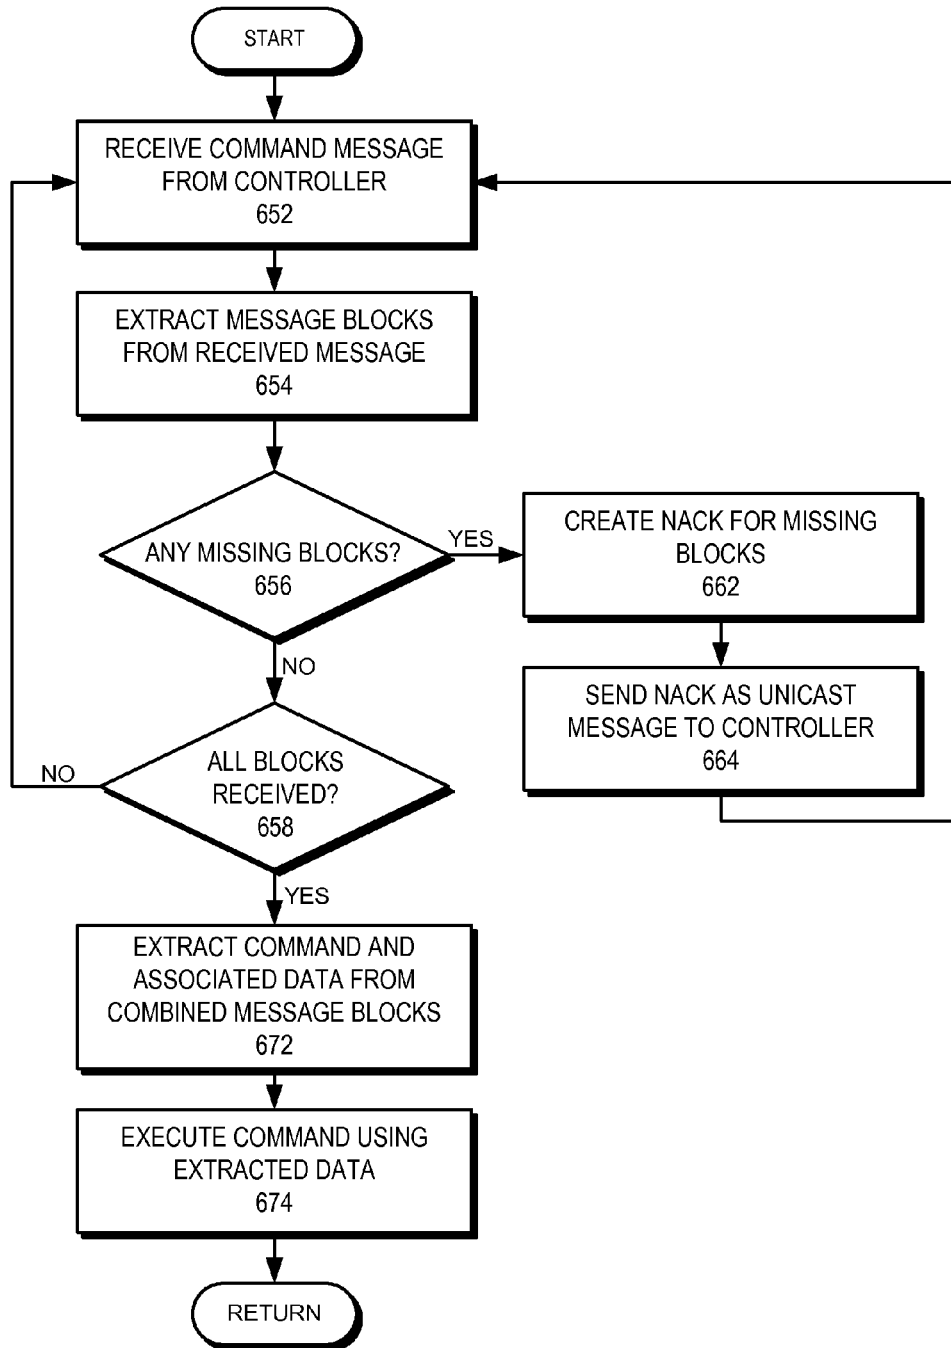 START
RECEIVE COMMAND MESSAGE
FROM CONTROLLER
652
EXTRACT MESSAGE BLOCKS
FROM RECEIVED MESSAGE
654
ANY MISSING BLOCKS?
656
YES
CREATE NACK FOR MISSING
BLOCKS
662
NO
SEND NACK AS UNICAST
MESSAGE TO CONTROLLER
664
ALL BLOCKS
RECEIVED?
658
NO
YES
EXTRACT COMMAND AND
ASSOCIATED DATA FROM
COMBINED MESSAGE BLOCKS
672
EXECUTE COMMAND USING
EXTRACTED DATA
674
RETURN